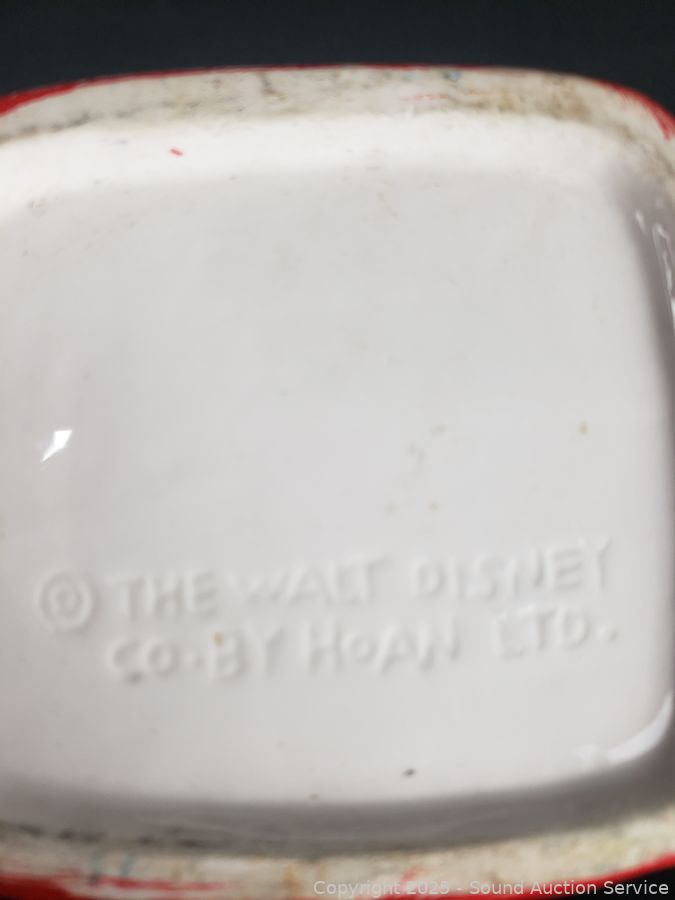 © THE WALT DISNEY
CO. BY HOAN LTD.
Copyright 2025 - Sound Auction Service